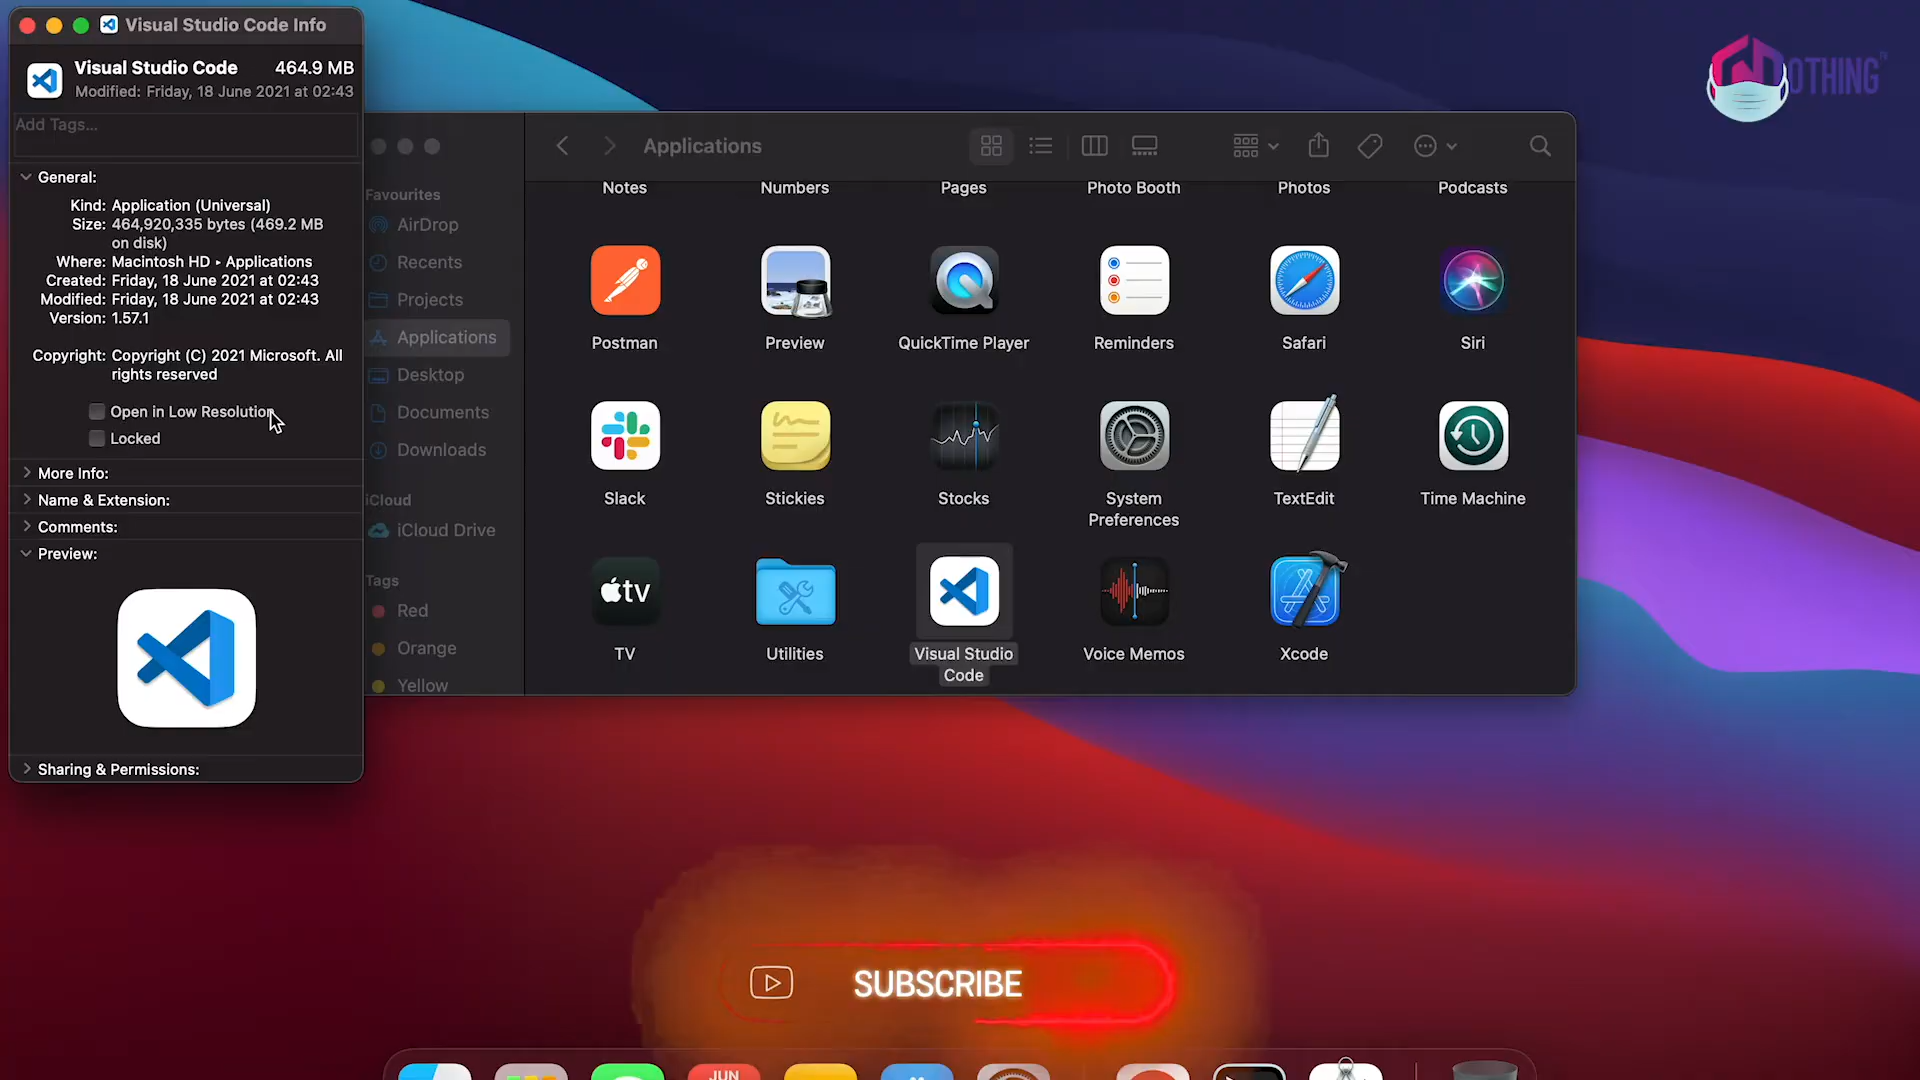 Visual Studio Code Info
Visual Studio Code 464.9 MB
Modified: Friday, 18 June 2021 at 02:43
Add Tags...
General:
Kind: Application (Universal)
Size: 464,920,335 bytes (469.2 MB
on disk)
Where: Macintosh HD ▸ Applications
Created: Friday, 18 June 2021 at 02:43
Modified: Friday, 18 June 2021 at 02:43
Version: 1.57.1
Copyright: Copyright (C) 2021 Microsoft. All
rights reserved
Open in Low Resolution
Locked
More Info:
Name & Extension:
Comments:
Preview:
Sharing & Permissions:
Favourites
AirDrop
Recents
Projects
Applications
Desktop
Documents
Downloads
iCloud
iCloud Drive
Tags
Red
Orange
Yellow
Applications
Notes Numbers Pages Photo Booth Photos Podcasts
Postman Preview QuickTime Player Reminders Safari Siri
Slack Stickies Stocks System Preferences TextEdit Time Machine
tv
TV Utilities Visual Studio Code Voice Memos Xcode
OTHING
SUBSCRIBE
JUN